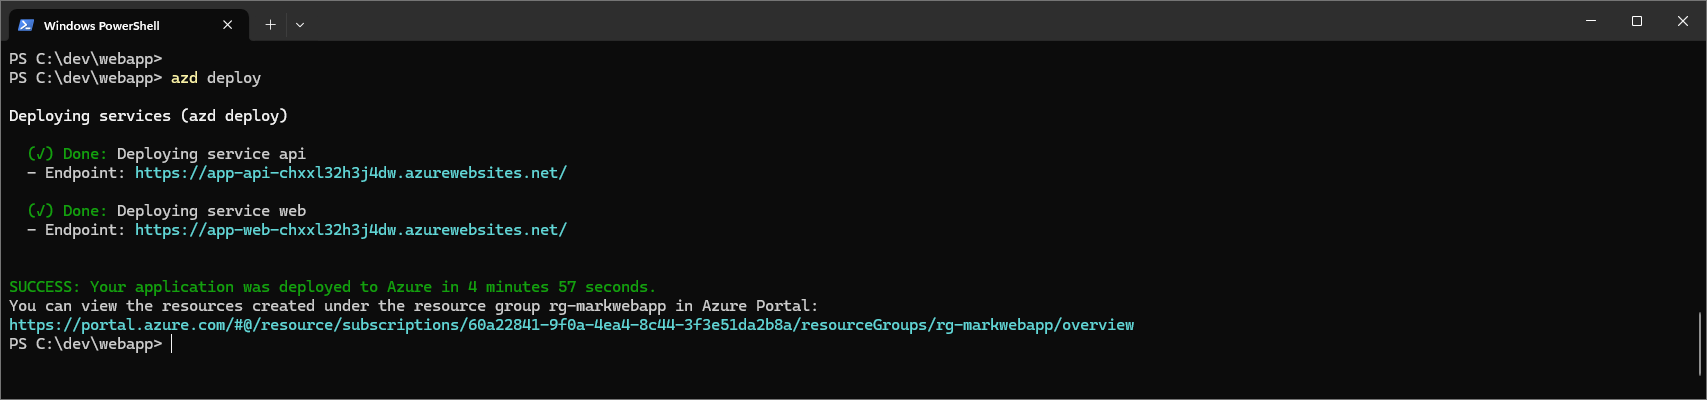 Windows PowerShell
PS C:\dev\webapp>
PS C:\dev\webapp> azd deploy
Deploying services (azd deploy)
(√) Done: Deploying service api
- Endpoint: https://app-api-chxxl32h3j4dw.azurewebsites.net/
(√) Done: Deploying service web
- Endpoint: https://app-web-chxxl32h3j4dw.azurewebsites.net/
SUCCESS: Your application was deployed to Azure in 4 minutes 57 seconds.
You can view the resources created under the resource group rg-markwebapp in Azure Portal:
https://portal.azure.com/#@/resource/subscriptions/60a22841-9f0a-4ea4-8c44-3f3e51da2b8a/resourceGroups/rg-markwebapp/overview
PS C:\dev\webapp>